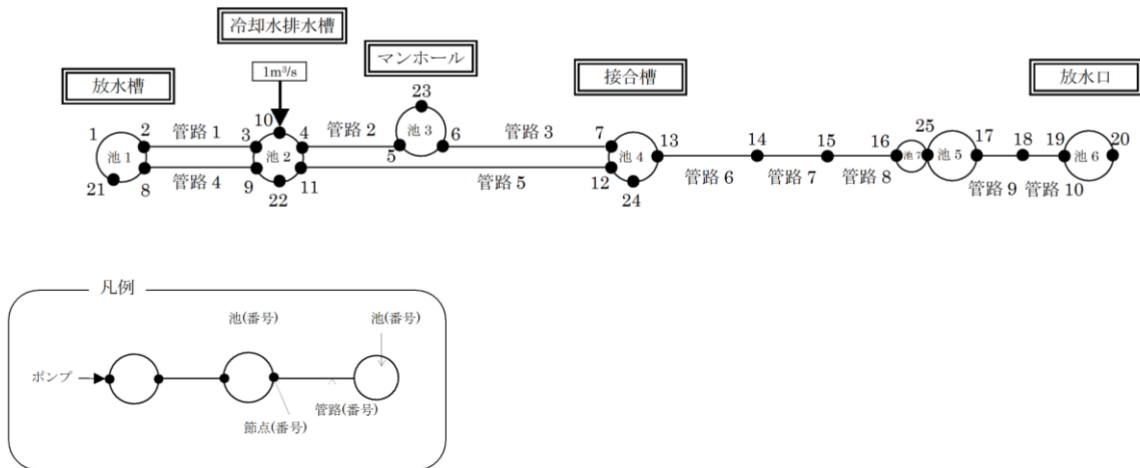 冷却水排水槽
マンホール
放水槽
1m³/s
接合槽
放水口
23
10
1 2 管路 1 3 4 管路 2 池 3 6 管路 3 7 13 14 15 16 25 17 18 19 20
池 1 池 2 5 池 4 池 7 池 5 池 6
21 8 管路 4 9 22 11 管路 5 12 24 管路 6 管路 7 管路 8 管路 9 管路 10
凡例
池(番号) 池(番号)
ポンプ
管路(番号)
節点(番号)